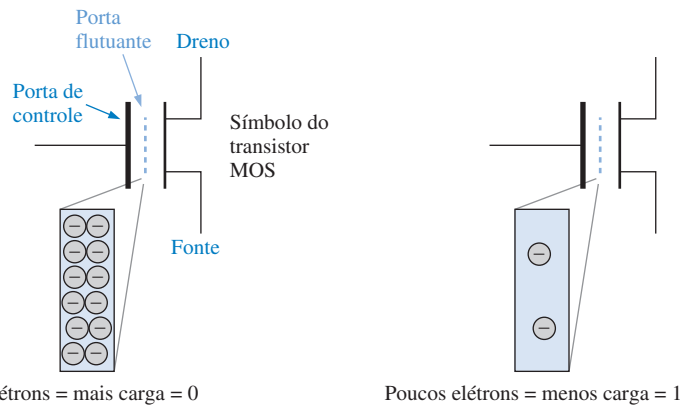 Porta
flutuante
Dreno
Porta de
controle
Símbolo do
transistor
MOS
Fonte
= mais carga = 0
Poucos elétrons = menos carga = 1